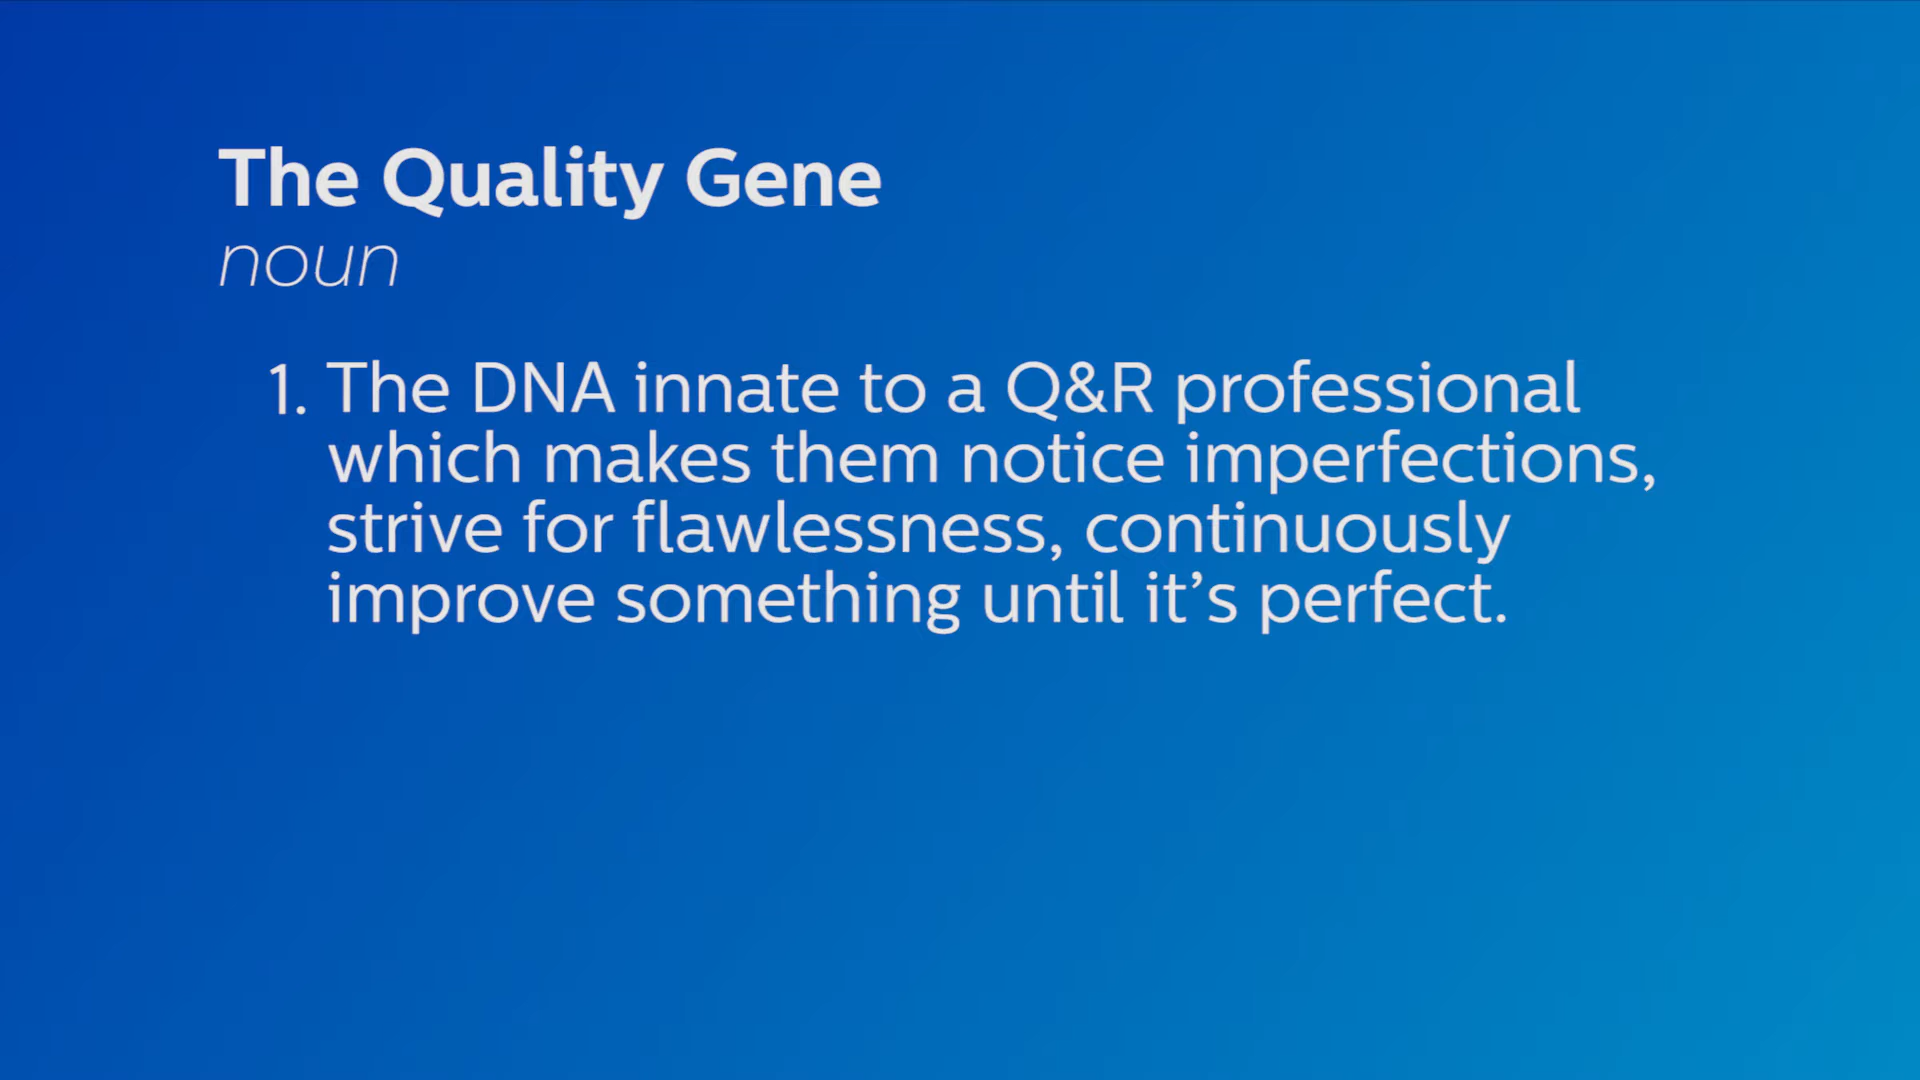 The Quality Gene
noun
1. The DNA innate to a Q&R professional
which makes them notice imperfections,
strive for flawlessness, continuously
improve something until it’s perfect.